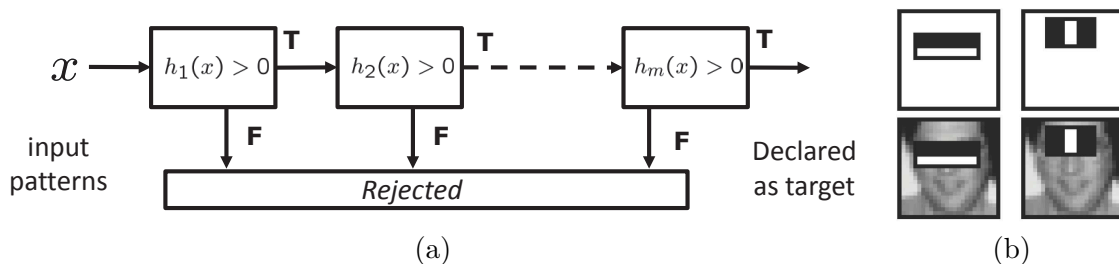 x
h₁(x) > 0
T
h₂(x) > 0
T
hₘ(x) > 0
T
F
F
F
input
patterns
Rejected
Declared
as target
(a)
(b)